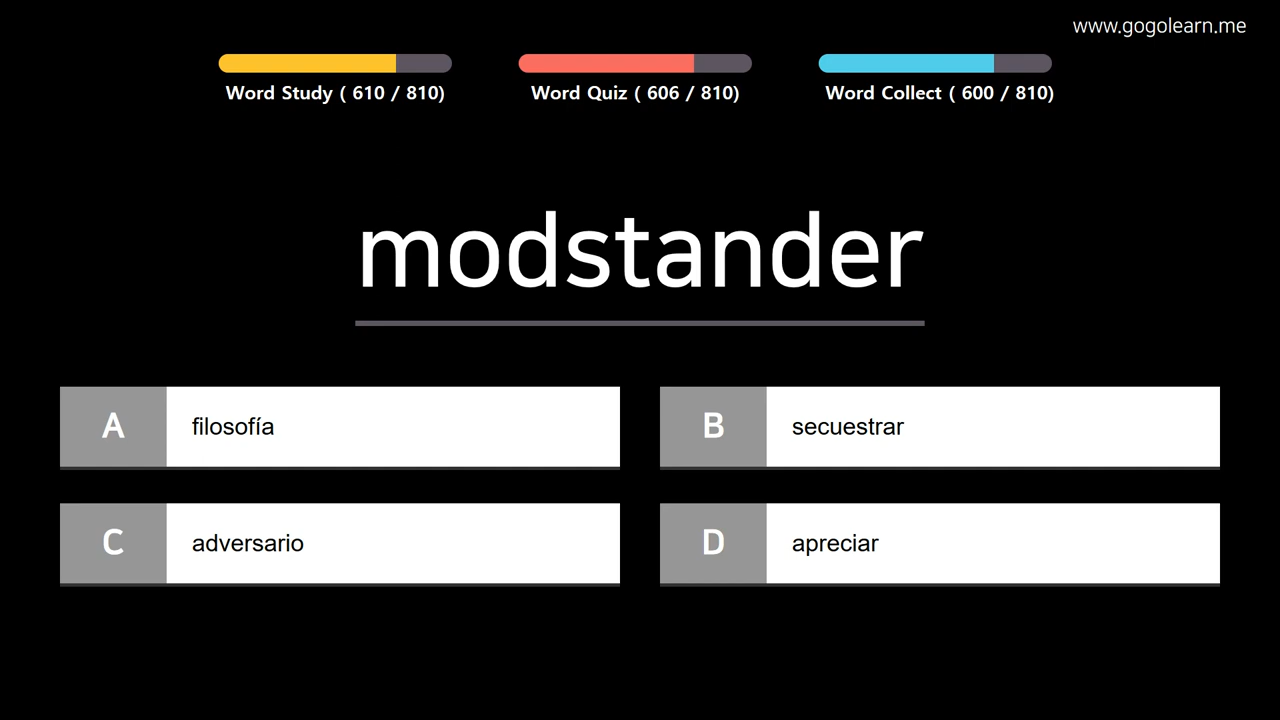 www.gogolearn.me
Word Study ( 610 / 810)
Word Quiz ( 606 / 810)
Word Collect ( 600 / 810)
modstander
A
filosofía
B
secuestrar
C
adversario
D
apreciar